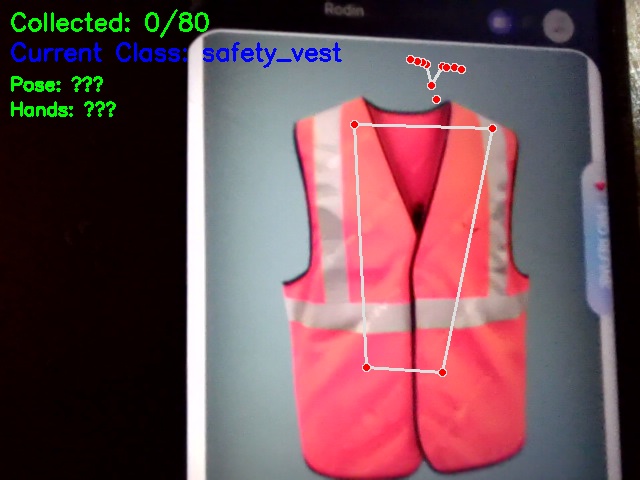 Rodin
Collected: 0/80
Current Class: safety_vest
Pose: ???
Hands: ???